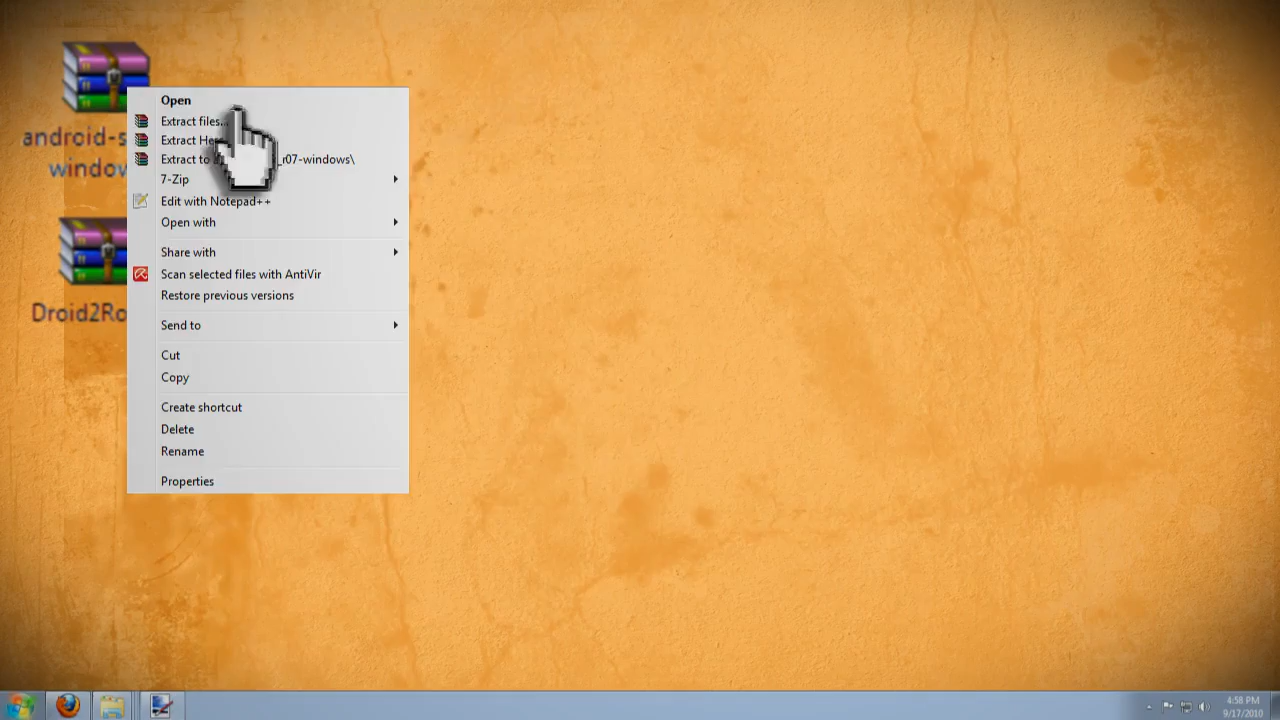 android-s
window
Droid2Ro
Open
Extract files...
Extract He
Extract to _r07-windows\
7-Zip
Edit with Notepad++
Open with
Share with
Scan selected files with AntiVir
Restore previous versions
Send to
Cut
Copy
Create shortcut
Delete
Rename
Properties
4:58 PM
9/17/2010